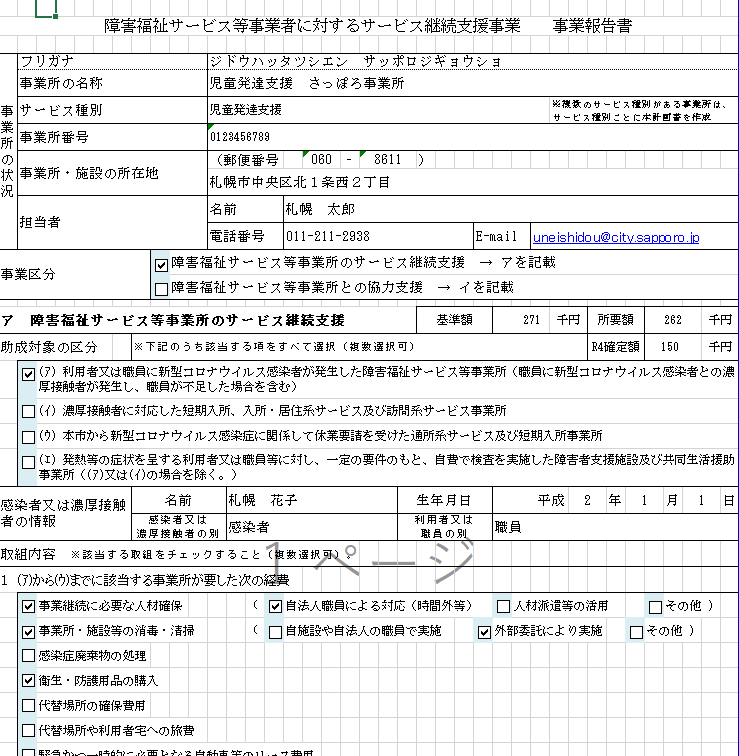 障害福祉サービス等事業者に対するサービス継続支援事業　　事業報告書
事業所の状況
フリガナ　ジドウハッタツシエン　サッポロジギョウショ
事業所の名称　児童発達支援　さっぽろ事業所
サービス種別　児童発達支援　※複数のサービス種別がある事業所は、
サービス種別ごとに本計画書を作成
事業所番号　0123456789
事業所・施設の所在地　（郵便番号　060　-　8611　）
札幌市中央区北１条西２丁目
担当者　名前　札幌　太郎
電話番号　011-211-2938　E-mail　uneishidou@city.sapporo.jp
事業区分　☑障害福祉サービス等事業所のサービス継続支援　→　アを記載
□障害福祉サービス等事業所との協力支援　→　イを記載
ア　障害福祉サービス等事業所のサービス継続支援　基準額　271　千円　所要額　262　千円
助成対象の区分　※下記のうち該当する項をすべて選択（複数選択可）　R4確定額　150　千円
☑(ｱ) 利用者又は職員に新型コロナウイルス感染者が発生した障害福祉サービス等事業所（職員に新型コロナウイルス感染者との濃
厚接触者が発生し、職員が不足した場合を含む）
□(ｲ) 濃厚接触者に対応した短期入所、入所・居住系サービス及び訪問系サービス事業所
□(ｳ) 本市から新型コロナウイルス感染症に関係して休業要請を受けた通所系サービス及び短期入所事業所
□(ｴ) 発熱等の症状を呈する利用者又は職員等に対し、一定の要件のもと、自費で検査を実施した障害者支援施設及び共同生活援助
事業所（(ｱ)又は(ｲ)の場合を除く。）
感染者又は濃厚接触者の情報　名前　札幌　花子　生年月日　平成　2　年　1　月　1　日
感染者又は濃厚接触者の別　感染者　利用者又は職員の別　職員
取組内容　※該当する取組をチェックすること（複数選択可）
1 ページ
1　(ｱ)から(ｳ)までに該当する事業所が要した次の経費
☑事業継続に必要な人材確保　（　☑自法人職員による対応（時間外等）　□人材派遣等の活用　□その他　）
☑事業所・施設等の消毒・清掃　（　□自施設や自法人の職員で実施　☑外部委託により実施　□その他　）
□感染症廃棄物の処理
☑衛生・防護用品の購入
□代替場所の確保費用
□代替場所や利用者宅への旅費
□緊急かつ一時的に必要となる自動車等のリース費用